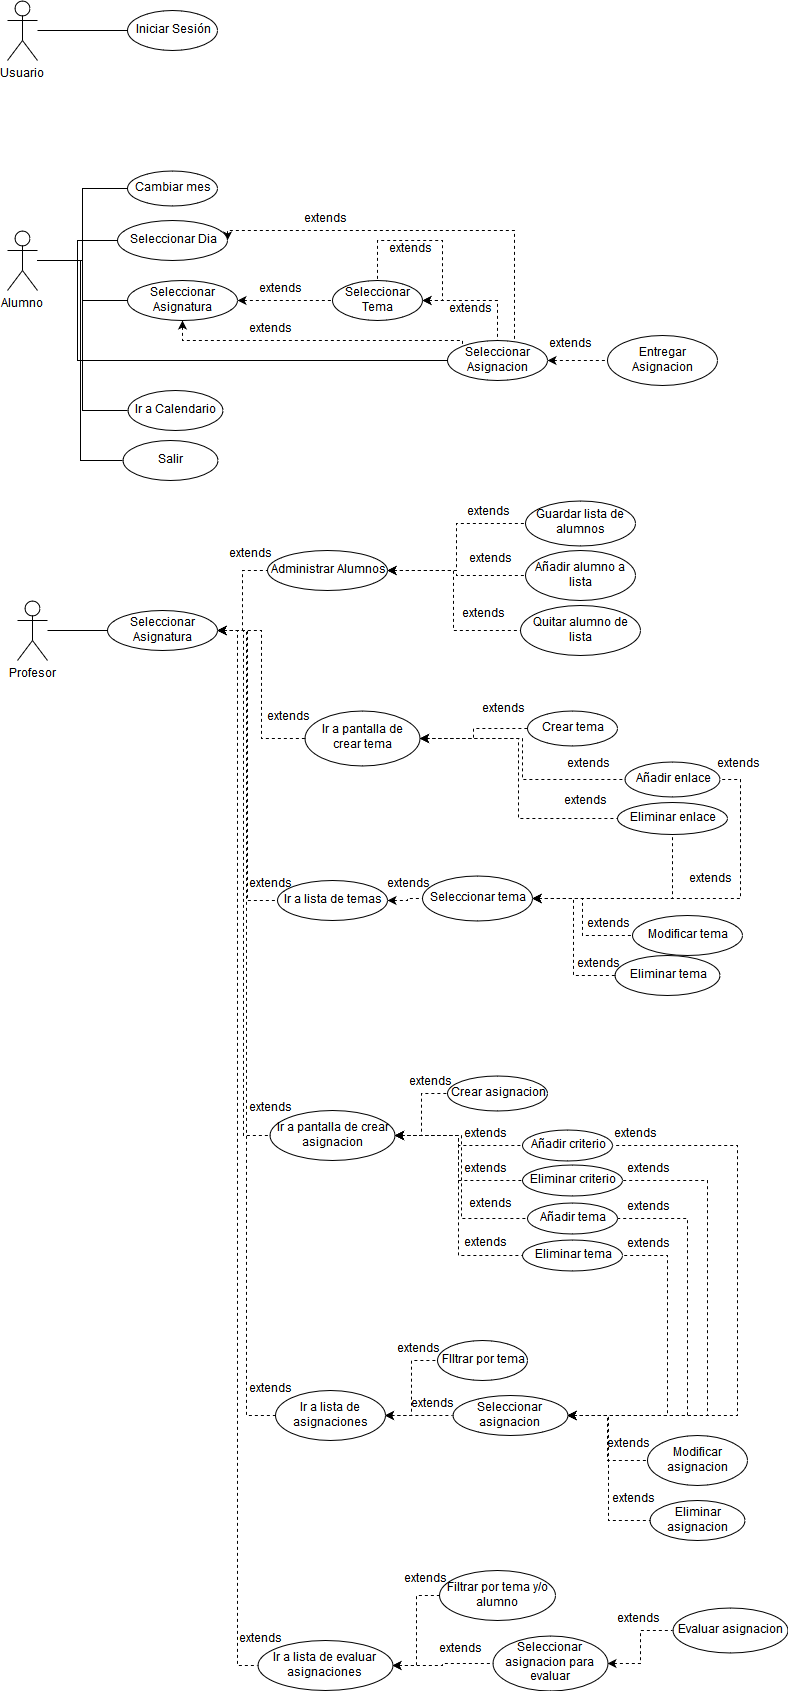 Iniciar Sesión
Usuario
Cambiar mes
extends
Seleccionar Dia
extends
Alumno
Seleccionar
Asignatura
extends
Seleccionar
Tema
extends
extends
Seleccionar
Asignacion
extends
Entregar
Asignacion
Ir a Calendario
Salir
extends
Guardar lista de
alumnos
extends
Administrar Alumnos
extends
Añadir alumno a
lista
extends
Quitar alumno de
lista
Seleccionar
Asignatura
Profesor
extends
Ir a pantalla de
crear tema
extends
Crear tema
extends
Añadir enlace
extends
extends
Eliminar enlace
extends
Ir a lista de temas
extends
Seleccionar tema
extends
extends
Modificar tema
extends
Eliminar tema
extends
Crear asignacion
extends
Ir a pantalla de crear
asignacion
extends
Añadir criterio
extends
extends
Eliminar criterio
extends
extends
Añadir tema
extends
extends
Eliminar tema
extends
extends
FIltrar por tema
extends
Ir a lista de
asignaciones
extends
Seleccionar
asignacion
extends
Modificar
asignacion
extends
Eliminar
asignacion
extends
Filtrar por tema y/o
alumno
extends
Ir a lista de evaluar
asignaciones
extends
Seleccionar
asignacion para
evaluar
extends
Evaluar asignacion